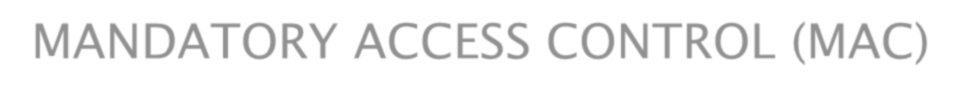 MANDATORY ACCESS CONTROL (MAC)